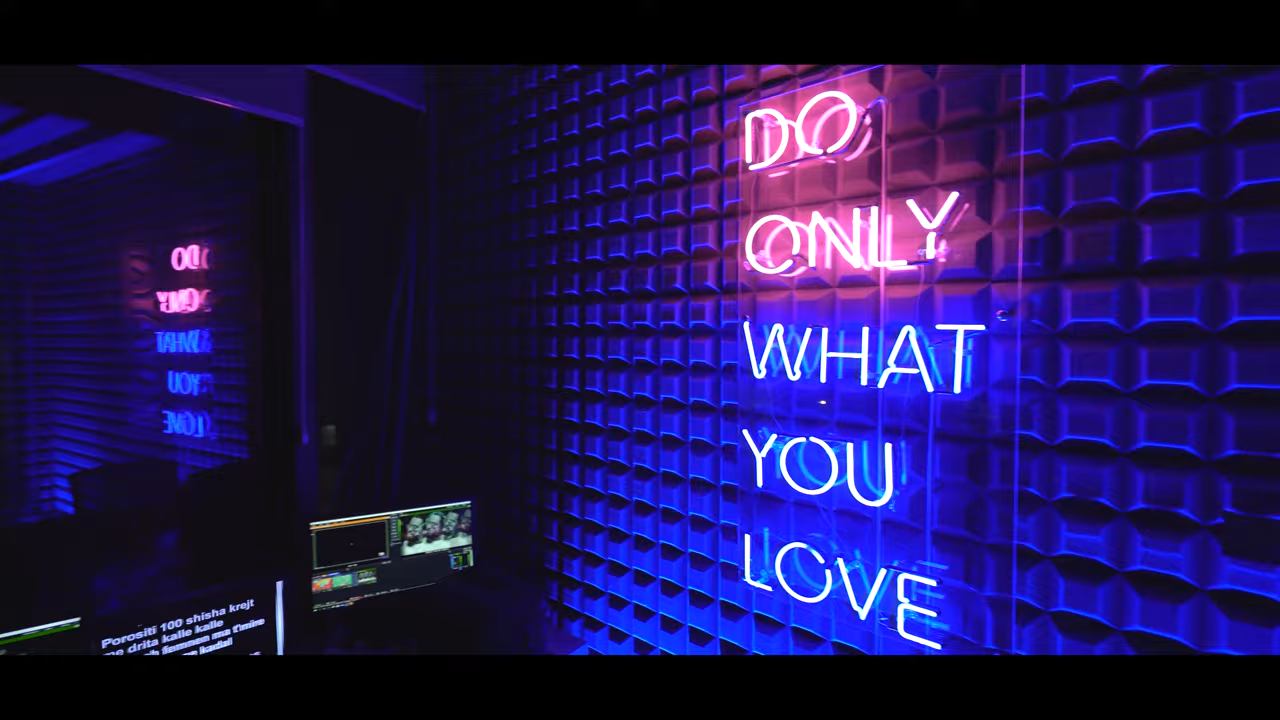 DO
ONLY
WHAT
YOU
LOVE
Porositi 100 shisha krejt
me drita kalle kalle